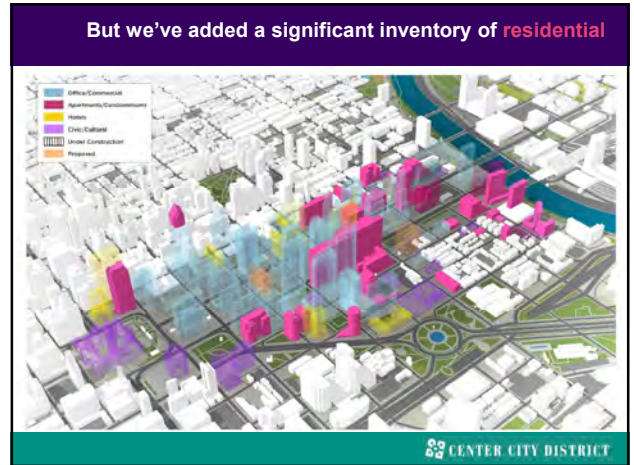 But we've added a significant inventory of residential
Office/Commercial
Apartments/Condominiums
Hotels
Civic/Cultural
Under Construction
Proposed
CENTER CITY DISTRICT